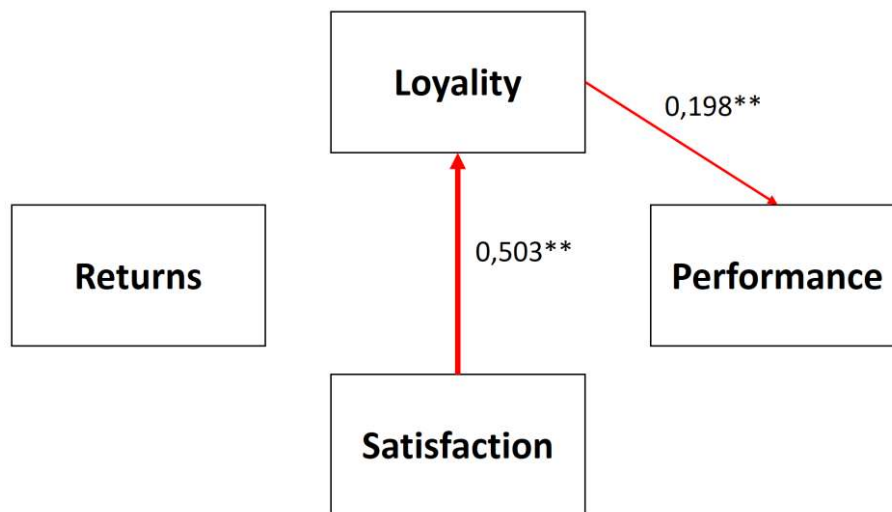 Loyality
0,198**
Returns
0,503**
Performance
Satisfaction